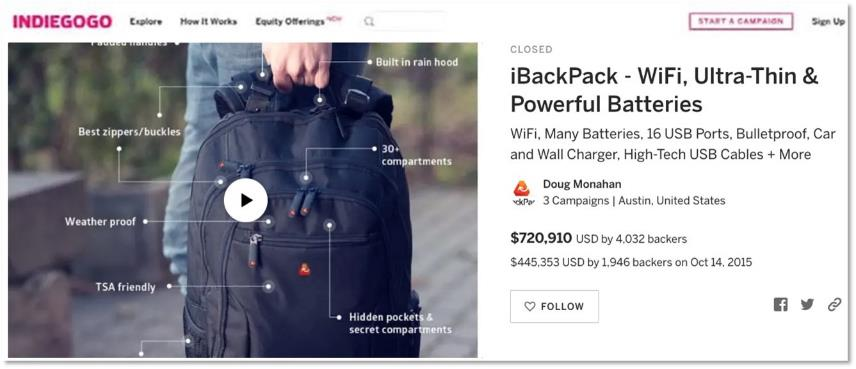 INDIEGOGO Explore How It Works Equity Offerings NEW START A CAMPAIGN Sign Up
Padded handles
Built in rain hood
Best zippers/buckles
30+
compartments
Weather proof
TSA friendly
Hidden pockets &
secret compartments
CLOSED
iBackPack - WiFi, Ultra-Thin &
Powerful Batteries
WiFi, Many Batteries, 16 USB Ports, Bulletproof, Car
and Wall Charger, High-Tech USB Cables + More
Doug Monahan
3 Campaigns | Austin, United States
$720,910 USD by 4,032 backers
$445,353 USD by 1,946 backers on Oct 14, 2015
FOLLOW